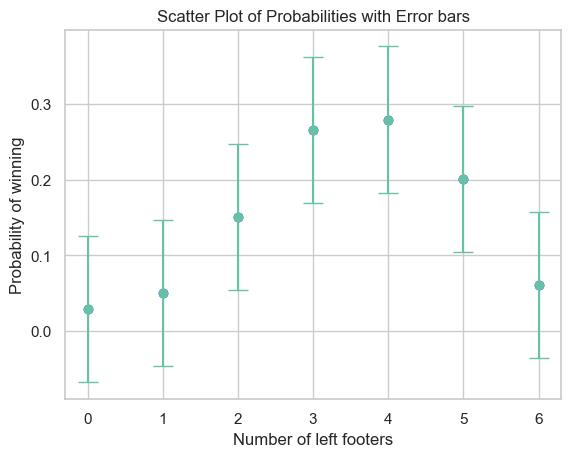 Scatter Plot of Probabilities with Error bars
Probability of winning
0.3
0.2
0.1
0.0
0 1 2 3 4 5 6
Number of left footers